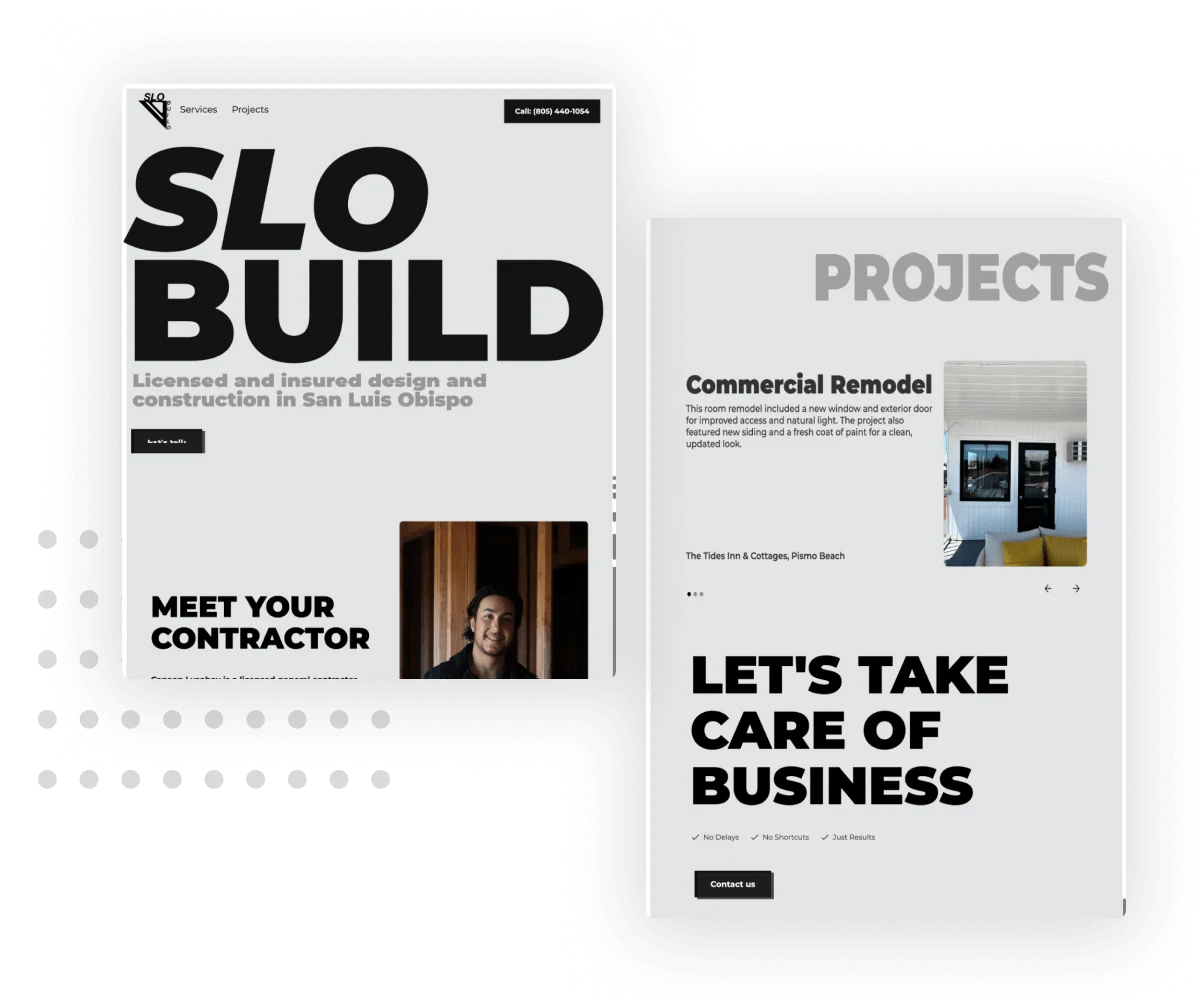 SLO
Services
Projects
Call: (805) 440-1054
SLO
BUILD
Licensed and insured design and
construction in San Luis Obispo
MEET YOUR
CONTRACTOR
PROJECTS
Commercial Remodel
This room remodel included a new window and exterior door
for improved access and natural light. The project also
featured new siding and a fresh coat of paint for a clean,
updated look.
The Tides Inn & Cottages, Pismo Beach
LET'S TAKE
CARE OF
BUSINESS
No Delays
No Shortcuts
Just Results
Contact us